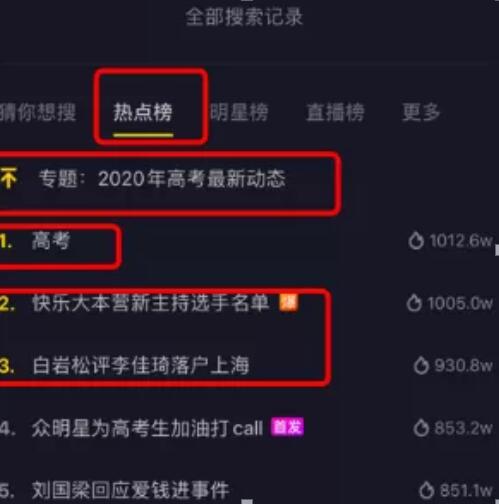 全部搜索记录
猜你想搜 热点榜 明星榜 直播榜 更多
专题：2020年高考最新动态
1. 高考 1012.6w
2. 快乐大本营新主持选手名单 爆 1005.0w
3. 白岩松评李佳琦落户上海 930.8w
4. 众明星为高考生加油打call 首发 853.2w
5. 刘国梁回应爱钱进事件 851.1w